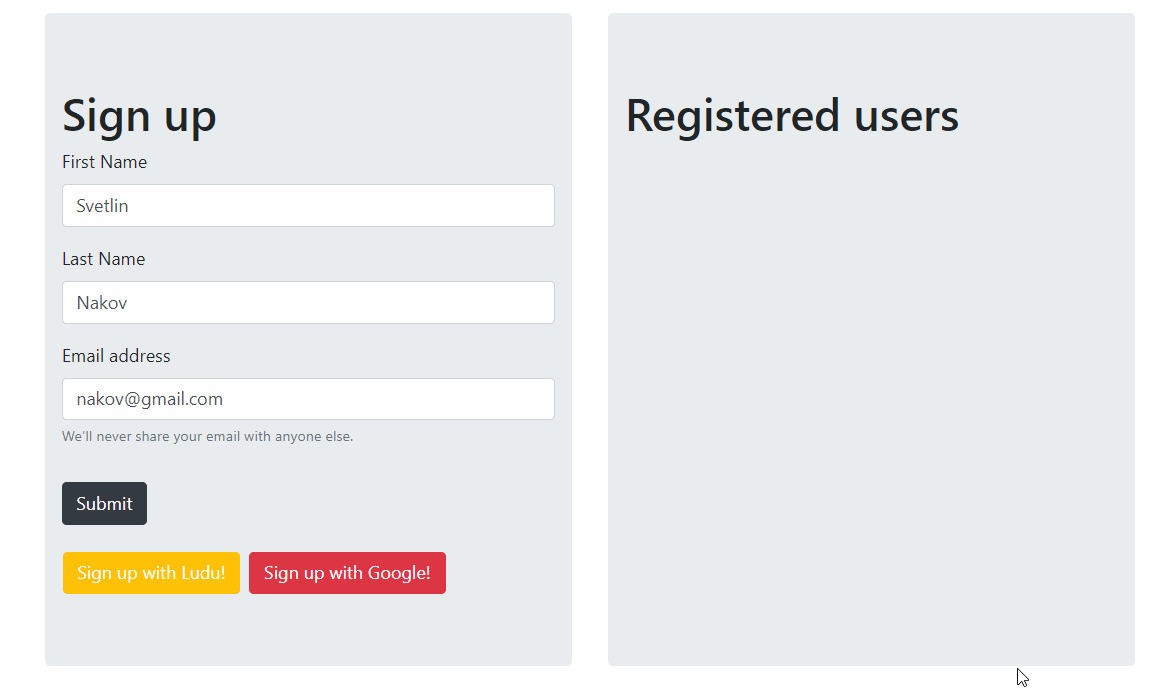 Sign up
First Name
Svetlin
Last Name
Nakov
Email address
nakov@gmail.com
We'll never share your email with anyone else.
Submit
Sign up with Ludu! Sign up with Google!
Registered users